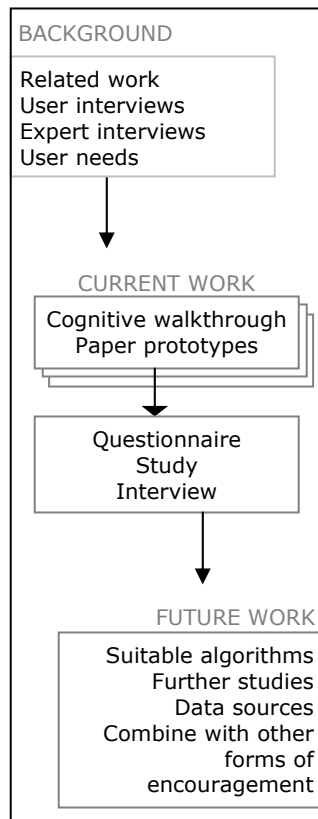 BACKGROUND
Related work
User interviews
Expert interviews
User needs
CURRENT WORK
Cognitive walkthrough
Paper prototypes
Questionnaire
Study
Interview
FUTURE WORK
Suitable algorithms
Further studies
Data sources
Combine with other
forms of
encouragement